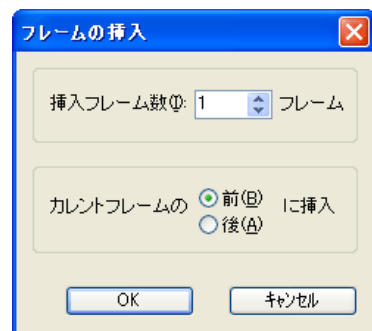 フレームの挿入
挿入フレーム数(I): 1 フレーム
カレントフレームの 前(B) に挿入
後(A)
OK キャンセル